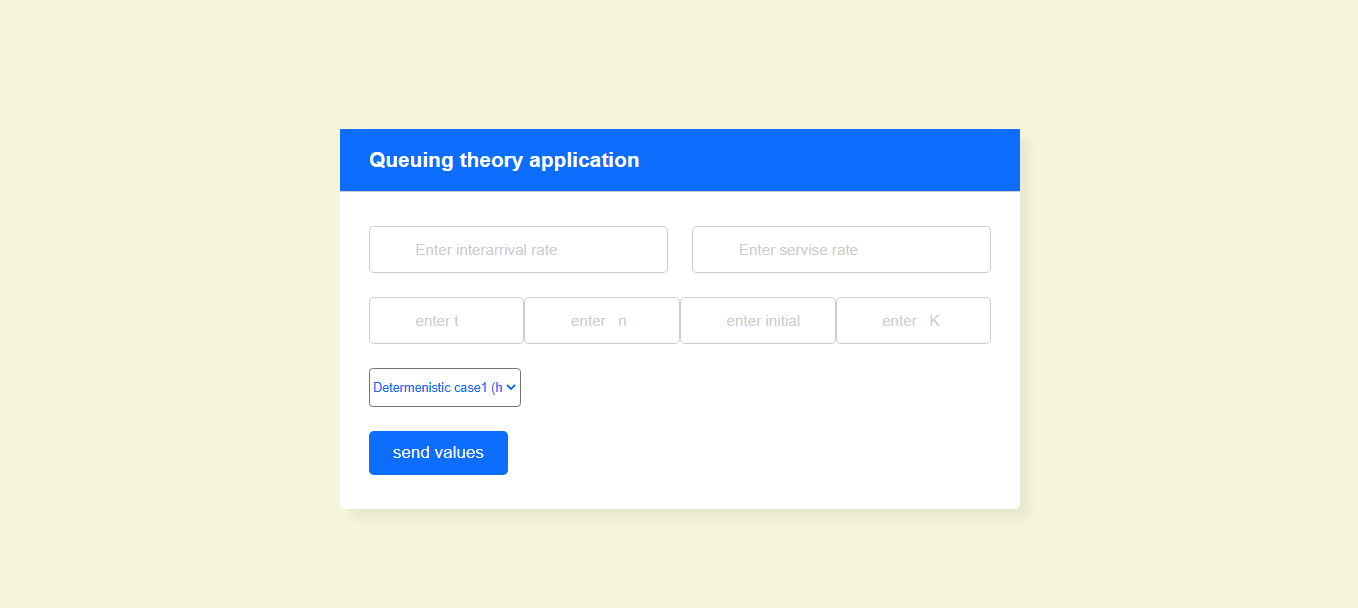 Queuing theory application
Enter interarrival rate Enter servise rate
enter t enter n enter initial enter K
Determenistic case1 (h
send values